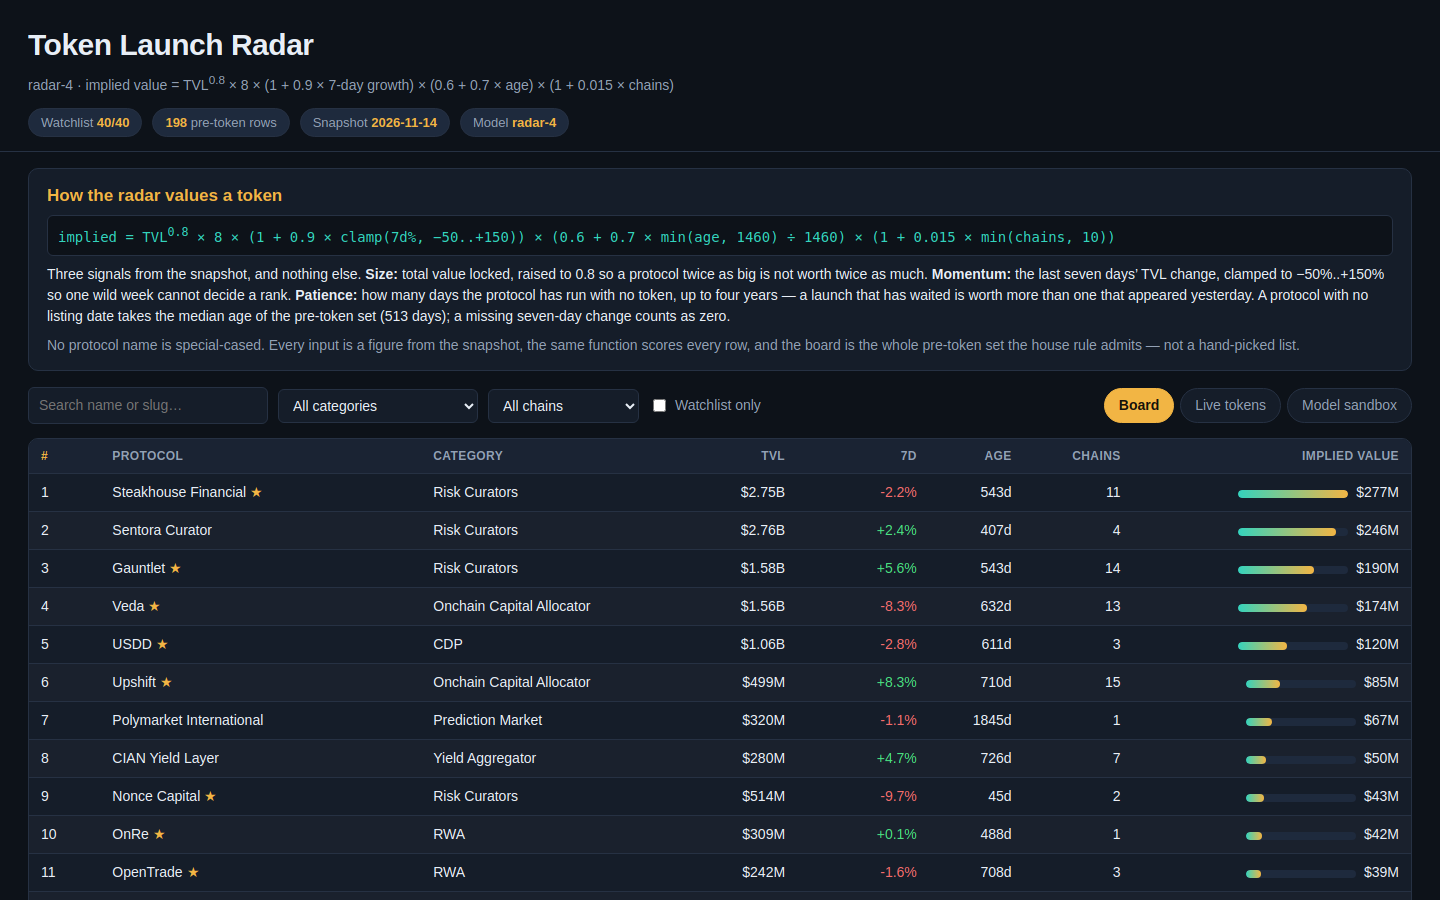 Token Launch Radar
radar-4 · implied value = TVL^0.8 × 8 × (1 + 0.9 × 7-day growth) × (0.6 + 0.7 × age) × (1 + 0.015 × chains)
Watchlist 40/40 198 pre-token rows Snapshot 2026-11-14 Model radar-4
How the radar values a token
implied = TVL^0.8 × 8 × (1 + 0.9 × clamp(7d%, −50..+150)) × (0.6 + 0.7 × min(age, 1460) ÷ 1460) × (1 + 0.015 × min(chains, 10))
Three signals from the snapshot, and nothing else. Size: total value locked, raised to 0.8 so a protocol twice as big is not worth twice as much. Momentum: the last seven days’ TVL change, clamped to −50%..+150%
so one wild week cannot decide a rank. Patience: how many days the protocol has run with no token, up to four years — a launch that has waited is worth more than one that appeared yesterday. A protocol with no
listing date takes the median age of the pre-token set (513 days); a missing seven-day change counts as zero.
No protocol name is special-cased. Every input is a figure from the snapshot, the same function scores every row, and the board is the whole pre-token set the house rule admits — not a hand-picked list.
Search name or slug… All categories All chains Watchlist only Board Live tokens Model sandbox
# PROTOCOL CATEGORY TVL 7D AGE CHAINS IMPLIED VALUE
1 Steakhouse Financial ★ Risk Curators $2.75B -2.2% 543d 11 $277M
2 Sentora Curator Risk Curators $2.76B +2.4% 407d 4 $246M
3 Gauntlet ★ Risk Curators $1.58B +5.6% 543d 14 $190M
4 Veda ★ Onchain Capital Allocator $1.56B -8.3% 632d 13 $174M
5 USDD ★ CDP $1.06B -2.8% 611d 3 $120M
6 Upshift ★ Onchain Capital Allocator $499M +8.3% 710d 15 $85M
7 Polymarket International Prediction Market $320M -1.1% 1845d 1 $67M
8 CIAN Yield Layer Yield Aggregator $280M +4.7% 726d 7 $50M
9 Nonce Capital ★ Risk Curators $514M -9.7% 45d 2 $43M
10 OnRe ★ RWA $309M +0.1% 488d 1 $42M
11 OpenTrade ★ RWA $242M -1.6% 708d 3 $39M